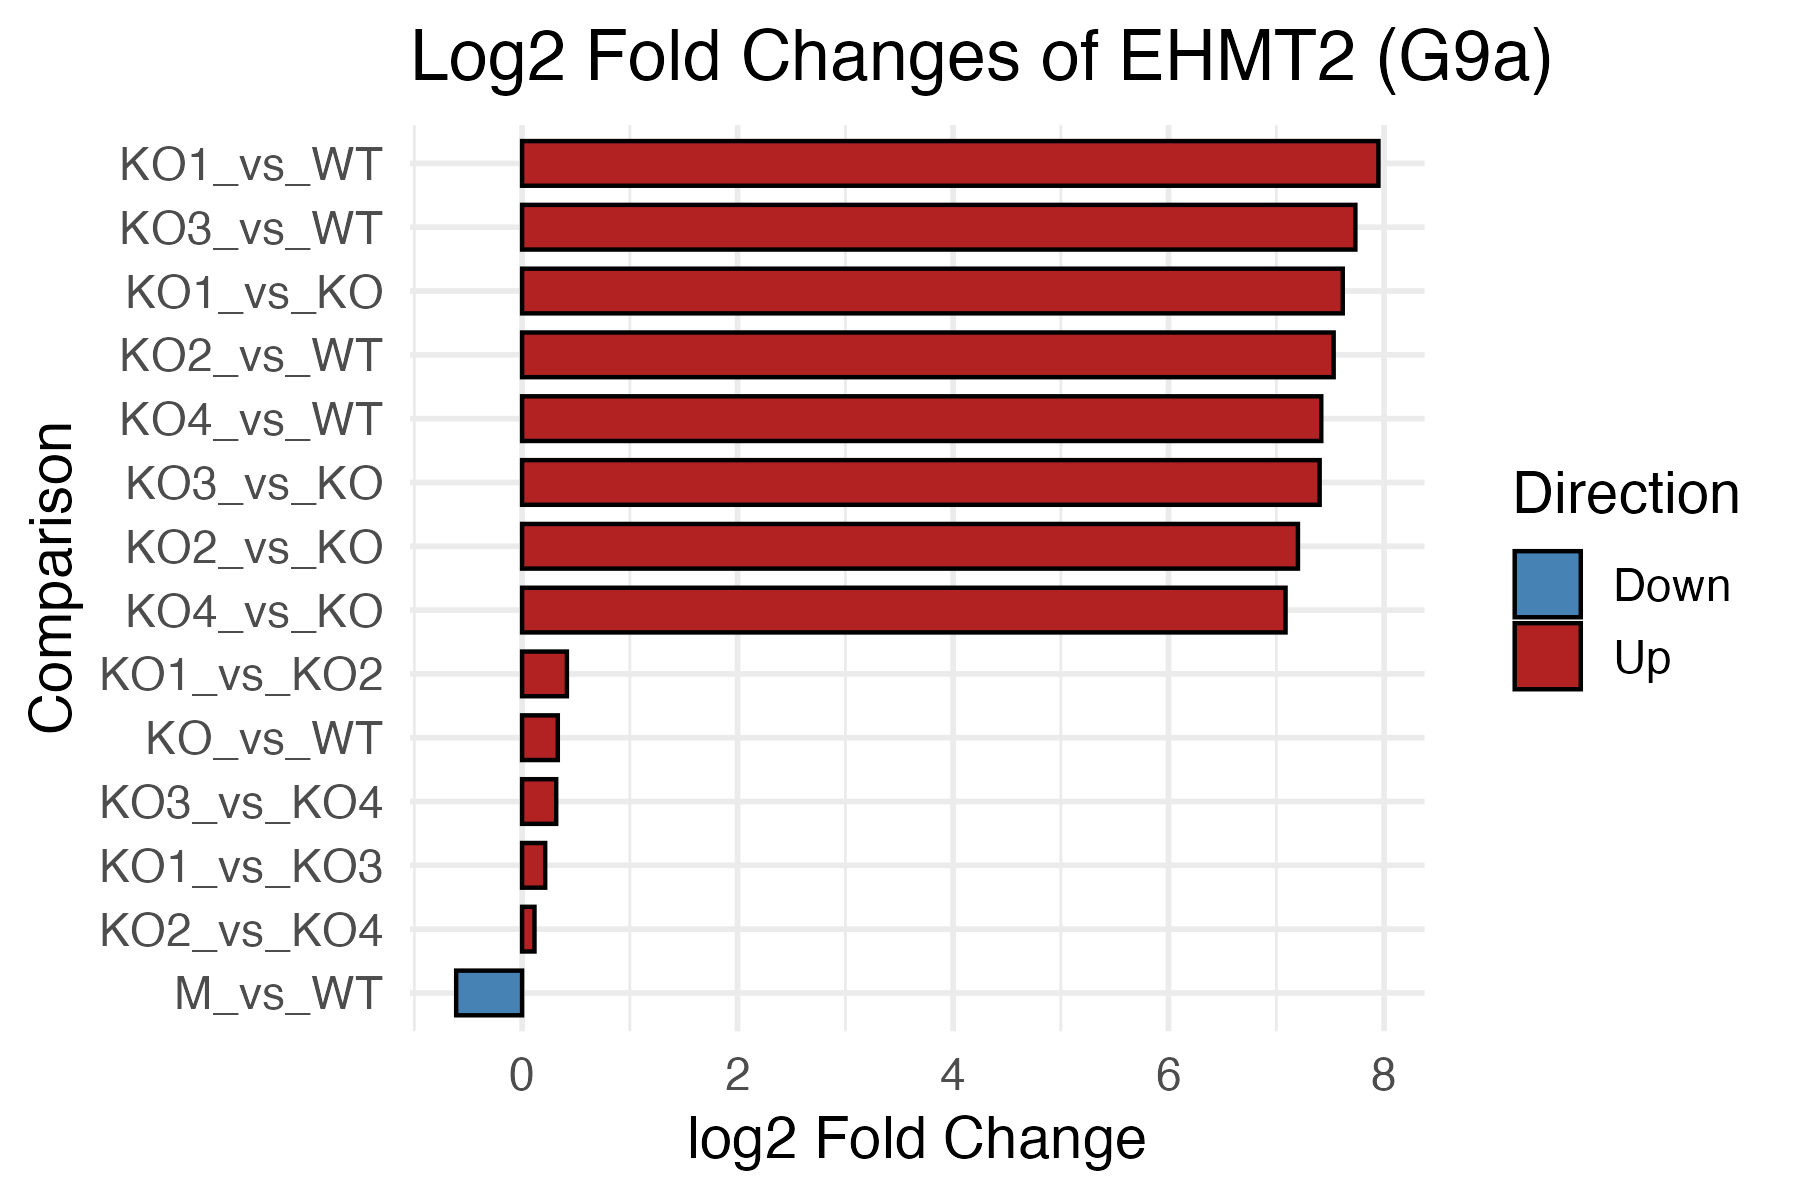 Log2 Fold Changes of EHMT2 (G9a)
Comparison
KO1_vs_WT
KO3_vs_WT
KO1_vs_KO
KO2_vs_WT
KO4_vs_WT
KO3_vs_KO
KO2_vs_KO
KO4_vs_KO
KO1_vs_KO2
KO_vs_WT
KO3_vs_KO4
KO1_vs_KO3
KO2_vs_KO4
M_vs_WT
0 2 4 6 8
log2 Fold Change
Direction
Down
Up